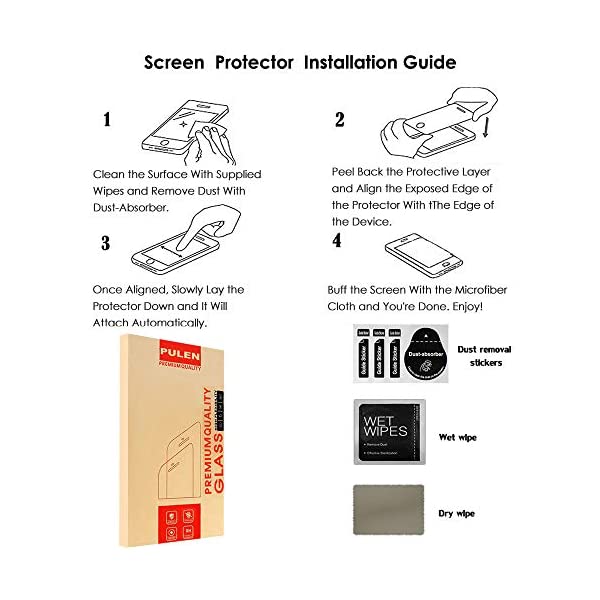 Screen Protector Installation Guide
1
Clean the Surface With Supplied
Wipes and Remove Dust With
Dust-Absorber.
2
Peel Back the Protective Layer
and Align the Exposed Edge of
the Protector With tThe Edge of
the Device.
3
Once Aligned, Slowly Lay the
Protector Down and It Will
Attach Automatically.
4
Buff the Screen With the Microfiber
Cloth and You're Done. Enjoy!
PULEN
PREMIUMQUALITY
PREMIUMQUALITY
GLASS
Guide Sticker
Guide Sticker
Guide Sticker
Dust-absorber
Dust removal
stickers
WET
WIPES
Remove Dust
Wet wipe
Dry wipe